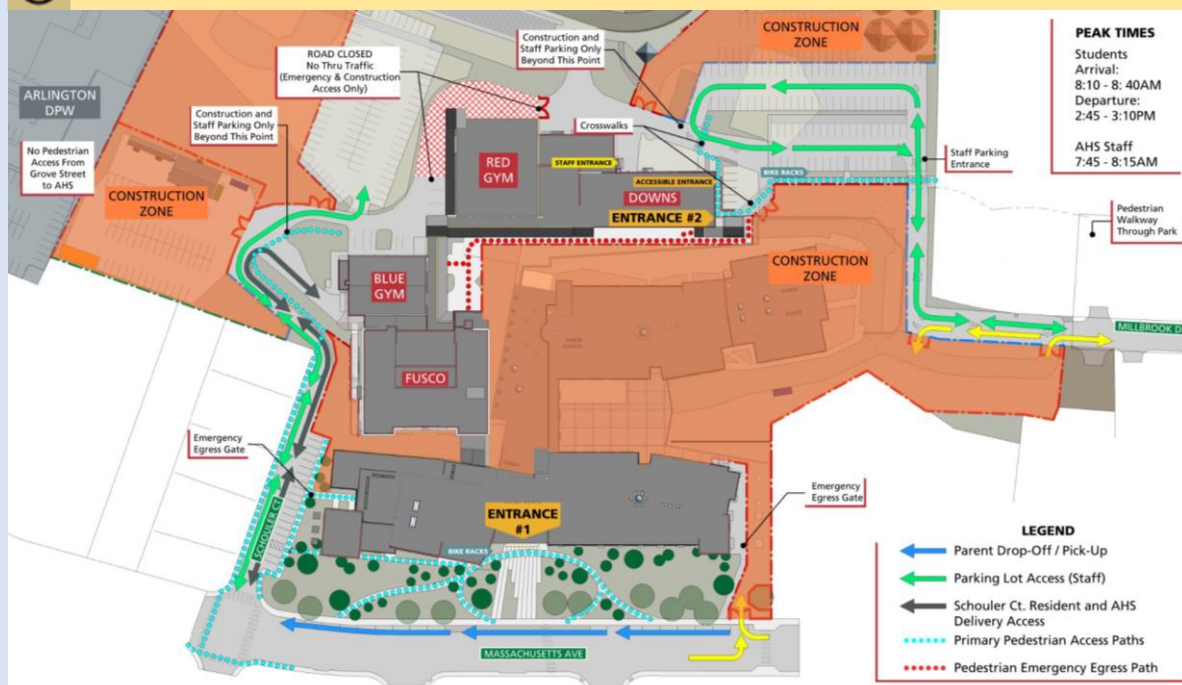 CONSTRUCTION
ZONE
Construction and
Staff Parking Only
Beyond This Point
ROAD CLOSED
No Thru Traffic
(Emergency & Construction
Access Only)
PEAK TIMES
Students
Arrival:
8:10 - 8: 40AM
Departure:
2:45 - 3:10PM
AHS Staff
7:45 - 8:15AM
ARLINGTON
DPW
Construction and
Staff Parking Only
Beyond This Point
No Pedestrian
Access From
Grove Street
to AHS
Crosswalks
RED
GYM
STAFF ENTRANCE
ACCESSIBLE ENTRANCE
DOWNS
ENTRANCE #2
BIKE RACKS
Staff Parking
Entrance
CONSTRUCTION
ZONE
Pedestrian
Walkway
Through Park
CONSTRUCTION
ZONE
BLUE
GYM
MILLBROOK D
FUSCO
Emergency
Egress Gate
SCHOULER CT
ENTRANCE
#1
BIKE RACKS
Emergency
Egress Gate
MASSACHUSETTS AVE
LEGEND
Parent Drop-Off / Pick-Up
Parking Lot Access (Staff)
Schouler Ct. Resident and AHS
Delivery Access
Primary Pedestrian Access Paths
Pedestrian Emergency Egress Path